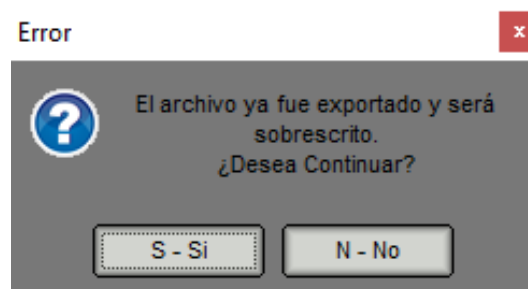 Error
x
El archivo ya fue exportado y será
sobrescrito.
¿Desea Continuar?
S - Si
N - No